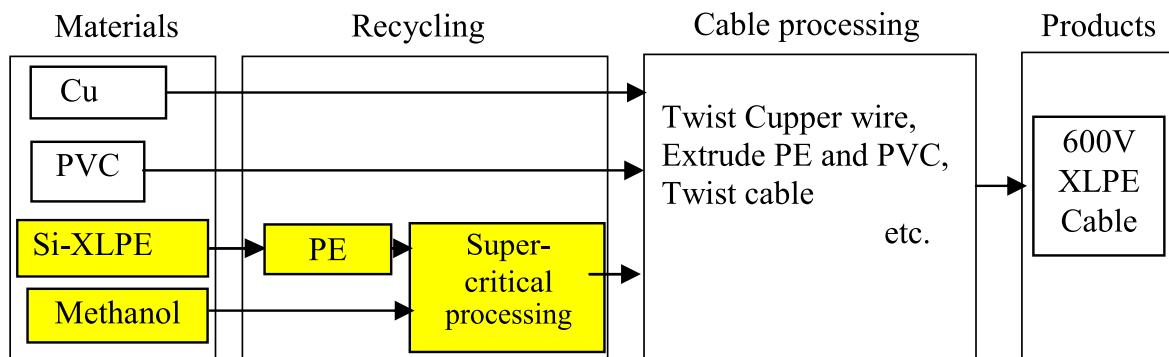 Materials
Recycling
Cable processing
Products
Cu
PVC
Si-XLPE
Methanol
PE
Super-
critical
processing
Twist Cupper wire,
Extrude PE and PVC,
Twist cable
etc.
600V
XLPE
Cable